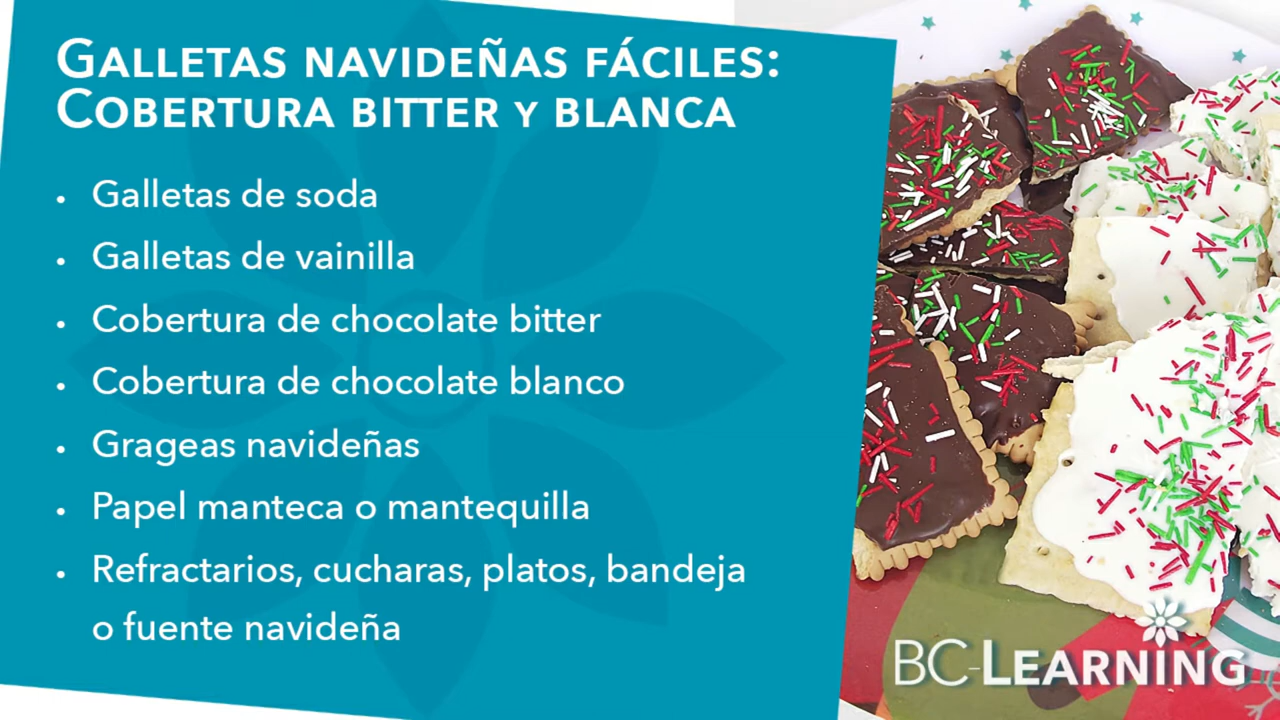 Galletas navideñas fáciles:
Cobertura bitter y blanca
• Galletas de soda
• Galletas de vainilla
• Cobertura de chocolate bitter
• Cobertura de chocolate blanco
• Grageas navideñas
• Papel manteca o mantequilla
• Refractarios, cucharas, platos, bandeja
o fuente navideña
BC-Learning